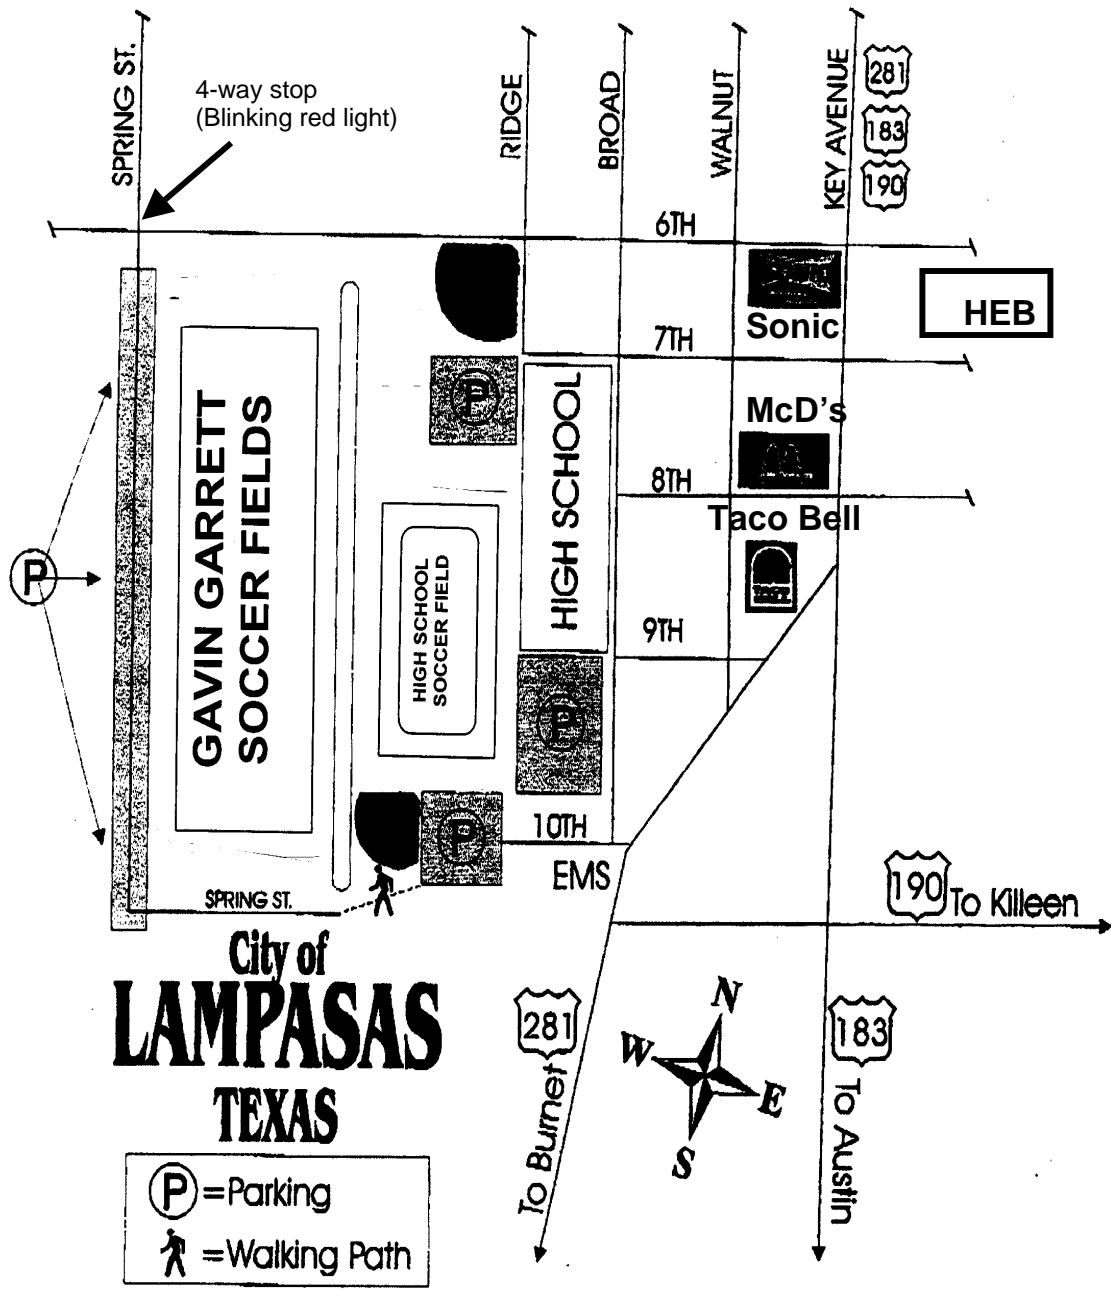 SPRING ST.
4-way stop
(Blinking red light)
RIDGE
BROAD
WALNUT
KEY AVENUE
281
183
190
6TH
Sonic
HEB
7TH
P
McD's
8TH
Taco Bell
GAVIN GARRETT
SOCCER FIELDS
HIGH SCHOOL
HIGH SCHOOL
SOCCER FIELD
P
9TH
P
10TH
P
EMS
SPRING ST.
190 To Killeen
City of
LAMPASAS
TEXAS
281
To Burnet
183
To Austin
N
W
E
S
P =Parking
=Walking Path